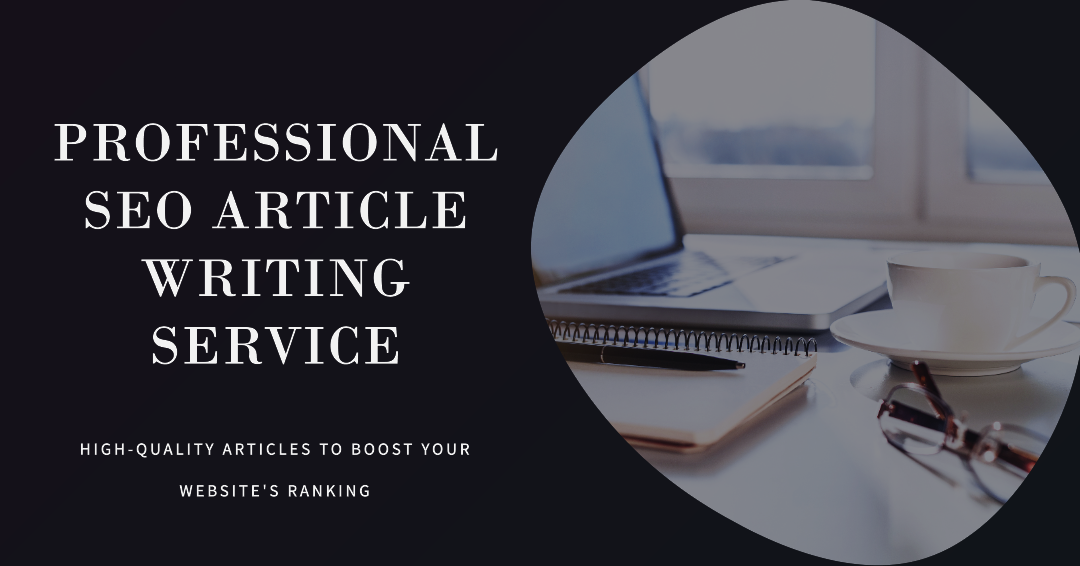 PROFESSIONAL
SEO ARTICLE
WRITING
SERVICE
HIGH-QUALITY ARTICLES TO BOOST YOUR
WEBSITE'S RANKING